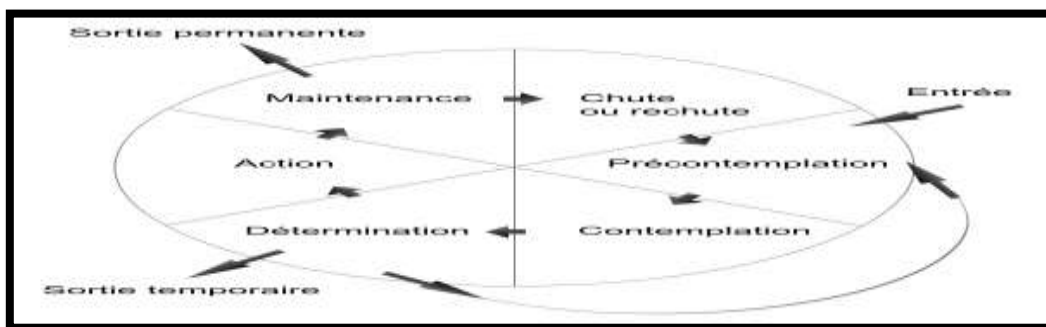 Sortie permanente
Maintenance
Chute
ou rechute
Entrée
Action
Précontemplation
Détermination
Contemplation
Sortie temporaire